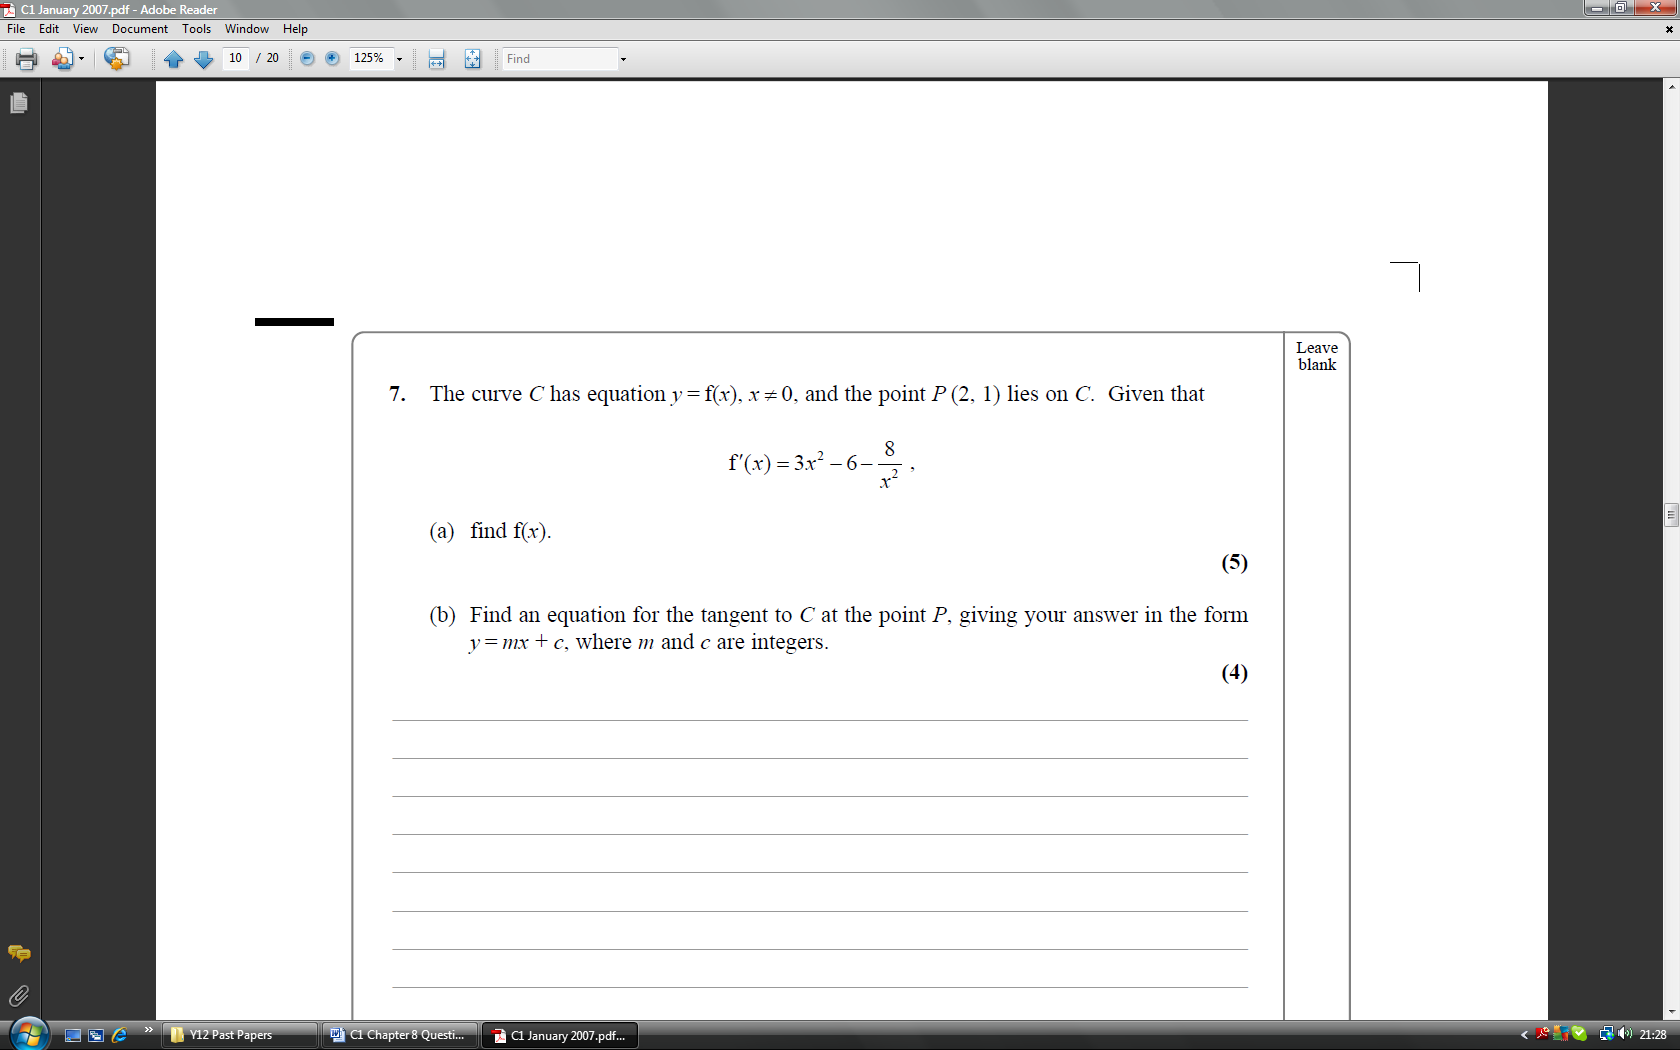 C1 January 2007.pdf - Adobe Reader
File Edit View Document Tools Window Help
10 / 20 125% Find
Leave
blank
7. The curve C has equation y = f(x), x ≠ 0, and the point P (2, 1) lies on C. Given that
f′(x) = 3x² − 6 − 8/x² ,
(a) find f(x).
(5)
(b) Find an equation for the tangent to C at the point P, giving your answer in the form
y = mx + c, where m and c are integers.
(4)
Y12 Past Papers C1 Chapter 8 Questi... C1 January 2007.pdf... 21:28